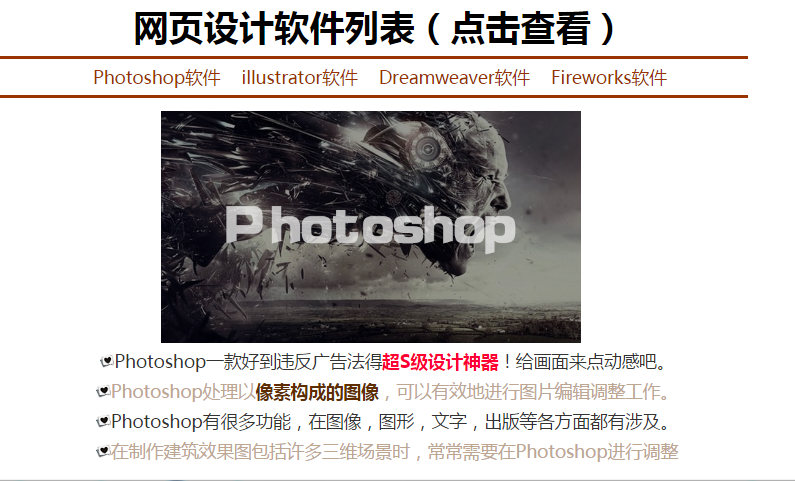 网页设计软件列表（点击查看）
Photoshop软件 illustrator软件 Dreamweaver软件 Fireworks软件
Photoshop
Photoshop一款好到违反广告法得超S级设计神器！给画面来点动感吧。
Photoshop处理以像素构成的图像，可以有效地进行图片编辑调整工作。
Photoshop有很多功能，在图像，图形，文字，出版等各方面都有涉及。
在制作建筑效果图包括许多三维场景时，常常需要在Photoshop进行调整